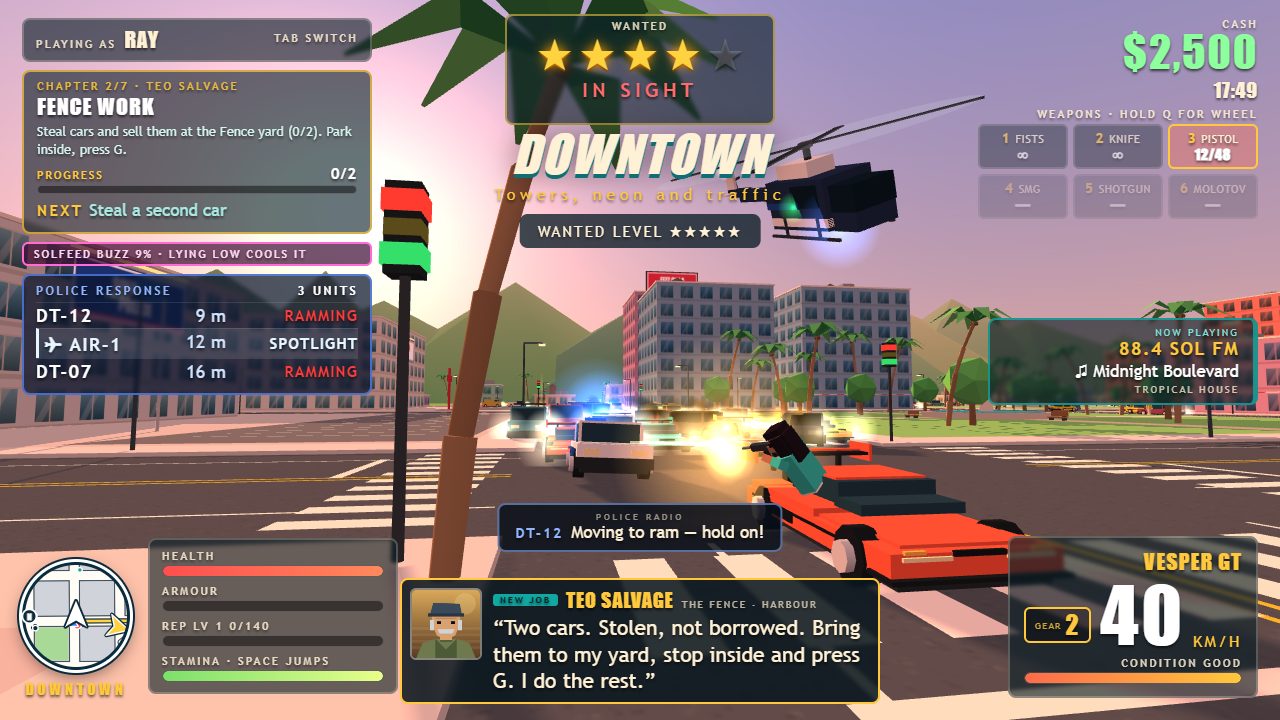 PLAYING AS RAY TAB SWITCH
CHAPTER 2/7 · TEO SALVAGE
FENCE WORK
Steal cars and sell them at the Fence yard (0/2). Park
inside, press G.
PROGRESS 0/2
NEXT Steal a second car
SOLFEED BUZZ 9% · LYING LOW COOLS IT
POLICE RESPONSE 3 UNITS
DT-12 9 m RAMMING
AIR-1 12 m SPOTLIGHT
DT-07 16 m RAMMING
WANTED
IN SIGHT
DOWNTOWN
Towers, neon and traffic
WANTED LEVEL ★★★★★
CASH
$2,500
17:49
WEAPONS · HOLD Q FOR WHEEL
1 FISTS ∞
2 KNIFE ∞
3 PISTOL 12/48
4 SMG —
5 SHOTGUN —
6 MOLOTOV —
NOW PLAYING
88.4 SOL FM
♫ Midnight Boulevard
TROPICAL HOUSE
POLICE RADIO
DT-12 Moving to ram — hold on!
NEW JOB TEO SALVAGE THE FENCE · HARBOUR
“Two cars. Stolen, not borrowed. Bring
them to my yard, stop inside and press
G. I do the rest.”
HEALTH
ARMOUR
REP LV 1 0/140
STAMINA · SPACE JUMPS
DOWNTOWN
VESPER GT
GEAR 2 40 KM/H
CONDITION GOOD